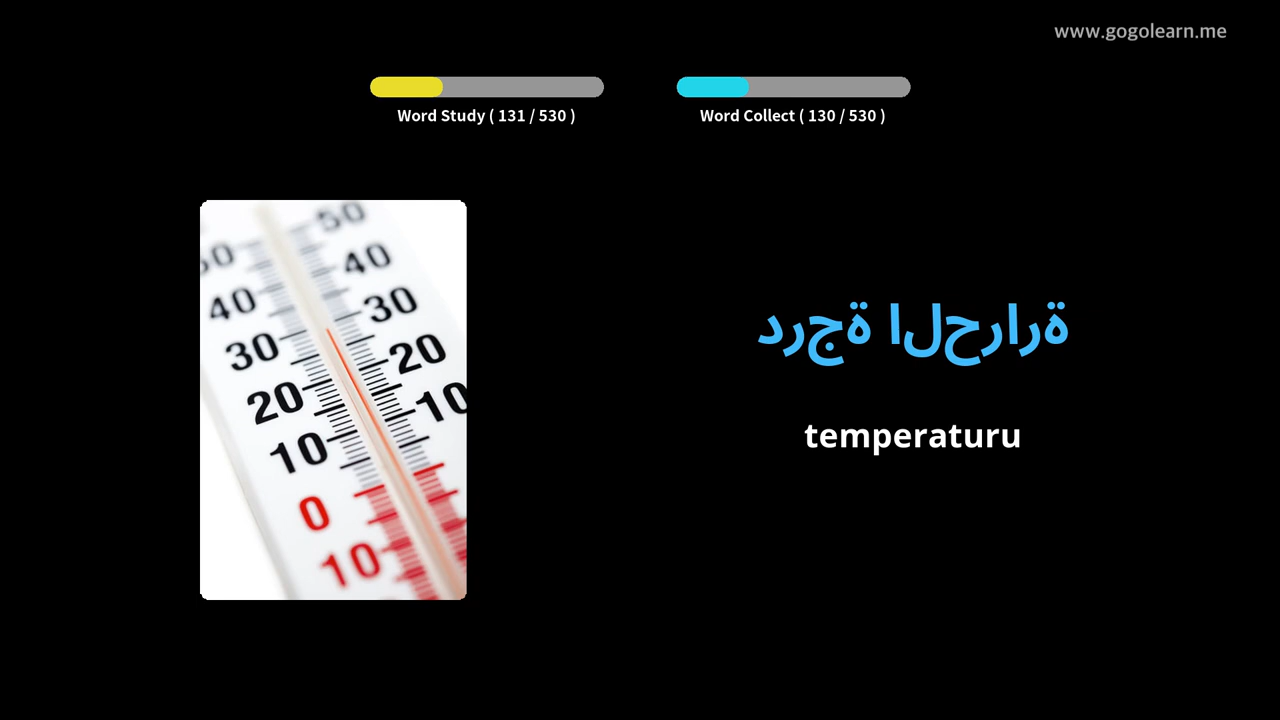 www.gogolearn.me
Word Study ( 131 / 530 )
Word Collect ( 130 / 530 )
50
40
40
30
30
20
20
10
10
0
10
درجة الحرارة
temperaturu